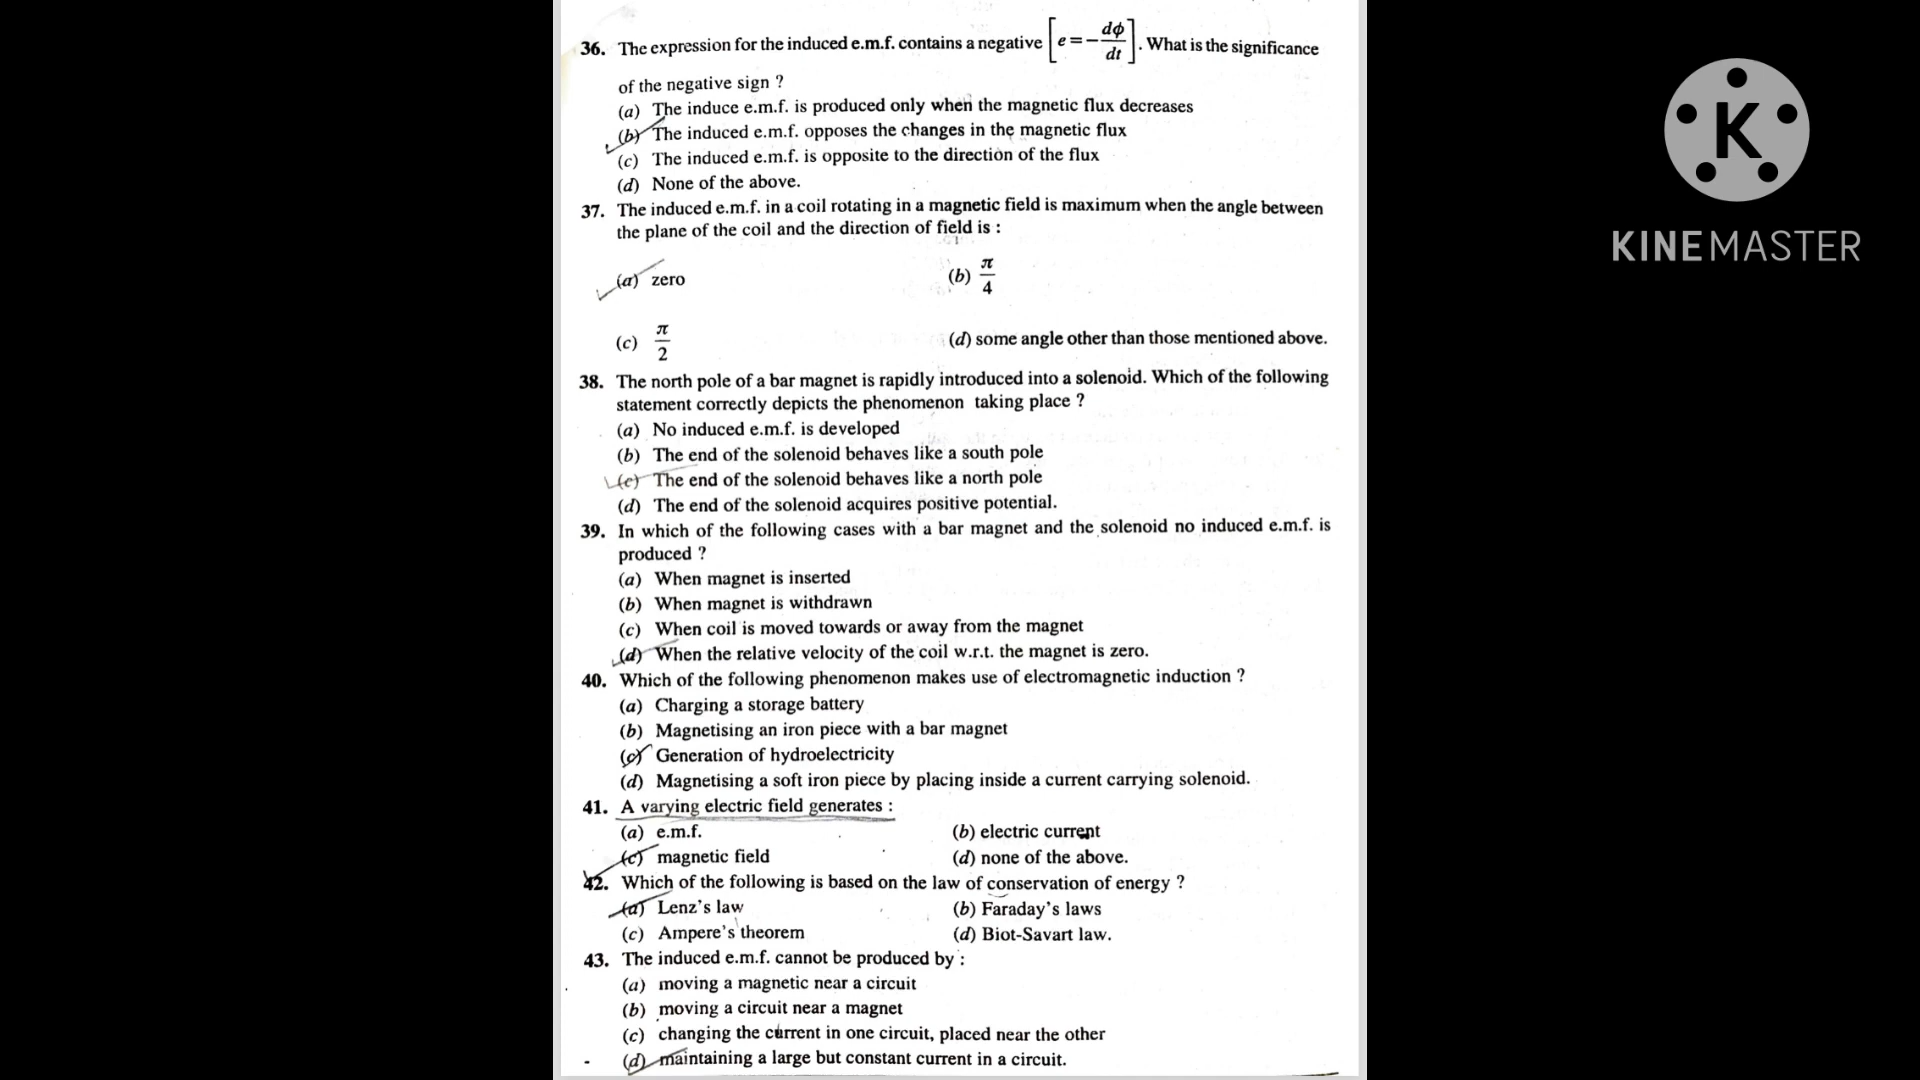 36. The expression for the induced e.m.f. contains a negative [e = - dϕ/dt]. What is the significance
of the negative sign ?
(a) The induce e.m.f. is produced only when the magnetic flux decreases
(b) The induced e.m.f. opposes the changes in the magnetic flux
(c) The induced e.m.f. is opposite to the direction of the flux
(d) None of the above.
37. The induced e.m.f. in a coil rotating in a magnetic field is maximum when the angle between
the plane of the coil and the direction of field is :
(a) zero (b) π/4
(c) π/2 (d) some angle other than those mentioned above.
38. The north pole of a bar magnet is rapidly introduced into a solenoid. Which of the following
statement correctly depicts the phenomenon taking place ?
(a) No induced e.m.f. is developed
(b) The end of the solenoid behaves like a south pole
(c) The end of the solenoid behaves like a north pole
(d) The end of the solenoid acquires positive potential.
39. In which of the following cases with a bar magnet and the solenoid no induced e.m.f. is
produced ?
(a) When magnet is inserted
(b) When magnet is withdrawn
(c) When coil is moved towards or away from the magnet
(d) When the relative velocity of the coil w.r.t. the magnet is zero.
40. Which of the following phenomenon makes use of electromagnetic induction ?
(a) Charging a storage battery
(b) Magnetising an iron piece with a bar magnet
(c) Generation of hydroelectricity
(d) Magnetising a soft iron piece by placing inside a current carrying solenoid.
41. A varying electric field generates :
(a) e.m.f. (b) electric current
(c) magnetic field (d) none of the above.
42. Which of the following is based on the law of conservation of energy ?
(a) Lenz's law (b) Faraday's laws
(c) Ampere's theorem (d) Biot-Savart law.
43. The induced e.m.f. cannot be produced by :
(a) moving a magnetic near a circuit
(b) moving a circuit near a magnet
(c) changing the current in one circuit, placed near the other
(d) maintaining a large but constant current in a circuit.
K
KINEMASTER